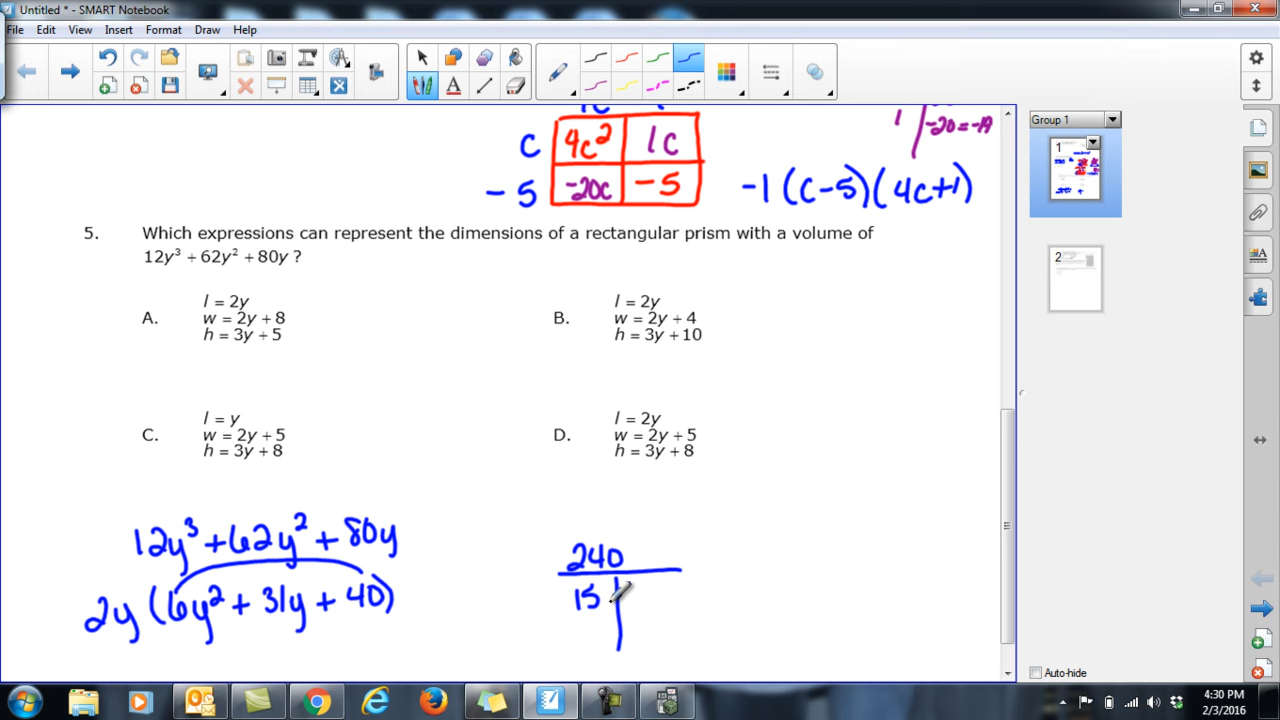 Untitled * - SMART Notebook
File Edit View Insert Format Draw Help
Group 1
1
2
c 4c² 1c
- 5 -20c - 5
1 -20 = -19
-1 (c-5)(4c+1)
5. Which expressions can represent the dimensions of a rectangular prism with a volume of
12y³ + 62y² + 80y ?
A. l = 2y
w = 2y + 8
h = 3y + 5
B. l = 2y
w = 2y + 4
h = 3y + 10
C. l = y
w = 2y + 5
h = 3y + 8
D. l = 2y
w = 2y + 5
h = 3y + 8
12y³ + 62y² + 80y
2y (6y² + 31y + 40)
240
15
Auto-hide
4:30 PM
2/3/2016